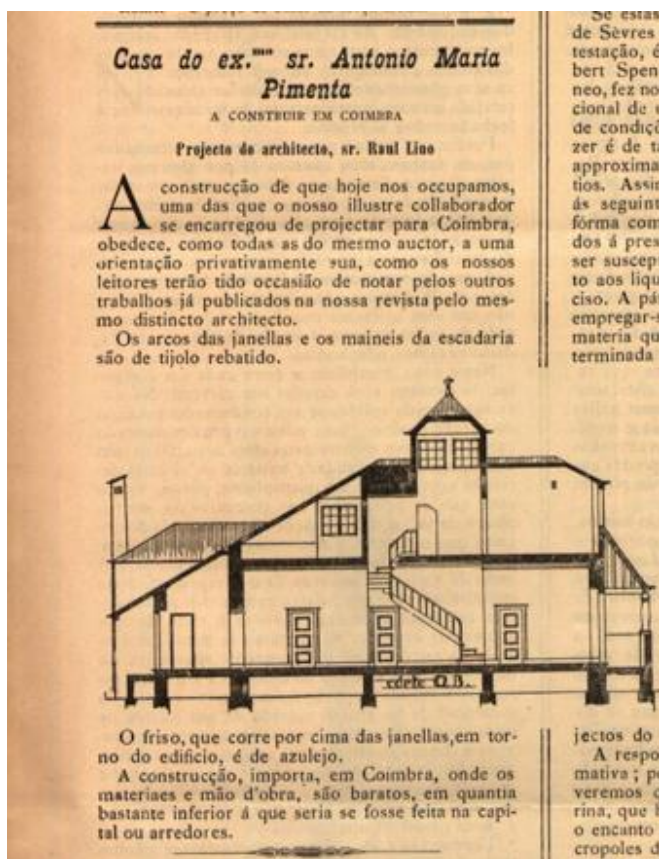 Casa do ex.mo sr. Antonio Maria
Pimenta
A CONSTRUIR EM COIMBRA
Projecto do architecto, sr. Raul Lino
A construcção de que hoje nos occupamos,
uma das que o nosso illustre collaborador
se encarregou de projectar para Coimbra,
obedece, como todas as do mesmo auctor, a uma
orientação privativamente sua, como os nossos
leitores terão tido occasião de notar pelos outros
trabalhos já publicados na nossa revista pelo mes-
mo distincto architecto.
Os arcos das janellas e os maineis da escadaria
são de tijolo rebatido.
O friso, que corre por cima das janellas, em tor-
no do edificio, é de azulejo.
A construcção, importa, em Coimbra, onde os
materiaes e mão d'obra, são baratos, em quantia
bastante inferior á que seria se fosse feita na capi-
tal ou arredores.
Se estas
de Sèvres
testação, é
bert Spen
neo, fez no
cional de
de condiçõ
zer é de ta
approxima
tios. Assin
ás seguint
fórma com
dos á pres
ser suscep
to aos liqu
ciso. A pá
empregar-s
materia qu
terminada
jectos do
A respo
mativa; po
veremos
rina, que
o encanto
cropoles d